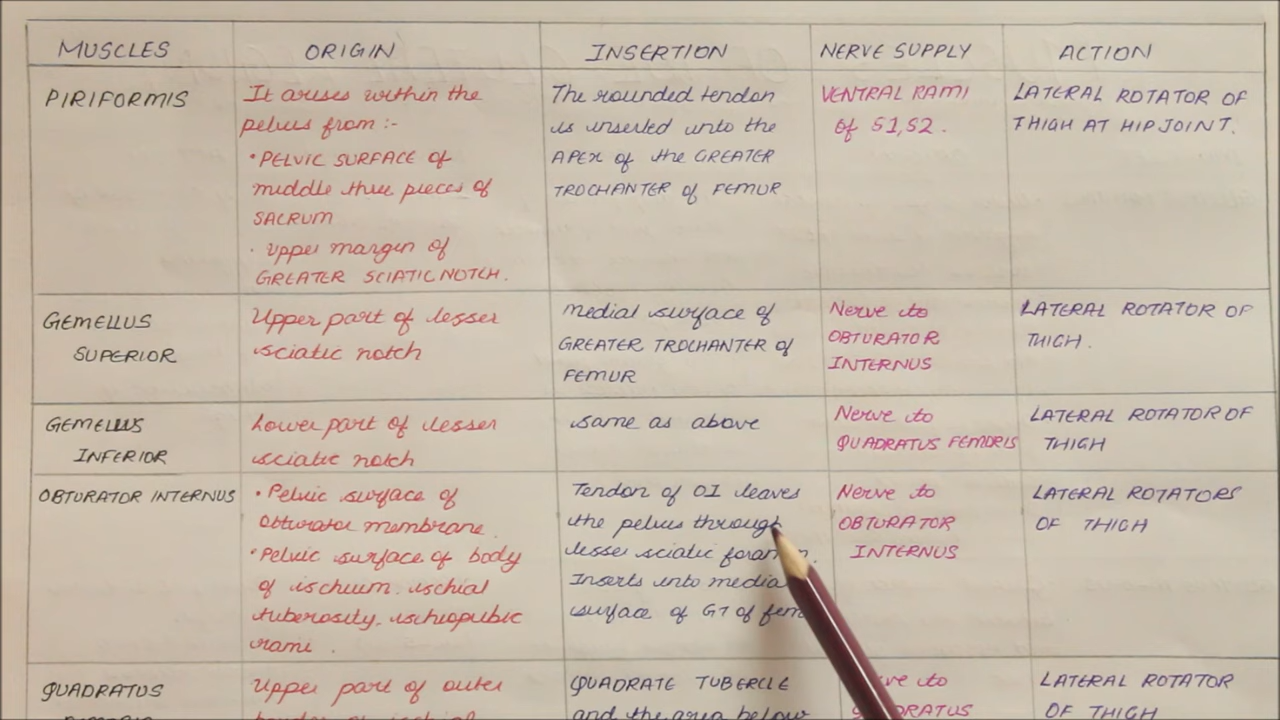 MUSCLES ORIGIN INSERTION NERVE SUPPLY ACTION
PIRIFORMIS
It arises within the
pelvis from :-
• PELVIC SURFACE of
middle three pieces of
SACRUM
• upper margin of
GREATER SCIATIC NOTCH.
The rounded tendon
is inserted into the
APEX of the GREATER
TROCHANTER of FEMUR
VENTRAL RAMI
of S1, S2.
LATERAL ROTATOR OF
THIGH AT HIP JOINT.
GEMELLUS
SUPERIOR
Upper part of lesser
sciatic notch
medial surface of
GREATER TROCHANTER of
FEMUR
Nerve to
OBTURATOR
INTERNUS
LATERAL ROTATOR OF
THIGH.
GEMELLUS
INFERIOR
Lower part of lesser
sciatic notch
same as above
Nerve to
QUADRATUS FEMORIS
LATERAL ROTATOR OF
THIGH
OBTURATOR INTERNUS
• Pelvic surface of
obturator membrane.
• Pelvic surface of body
of ischium, ischial
tuberosity, ischiopubic
rami.
Tendon of OI leaves
the pelvis through
lesser sciatic
Inserts into
surface of GT of
Nerve to
OBTURATOR
INTERNUS
LATERAL ROTATORS
OF THIGH
QUADRATUS
Upper part of outer
QUADRATE TUBERCLE
and the area below
to
LATERAL ROTATOR
OF THIGH